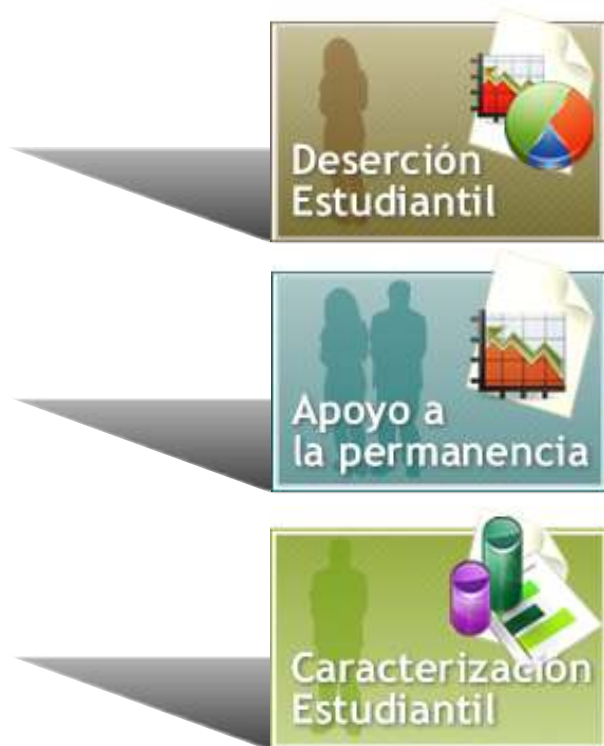 Deserción
Estudiantil
Apoyo a
la permanencia
Caracterización
Estudiantil